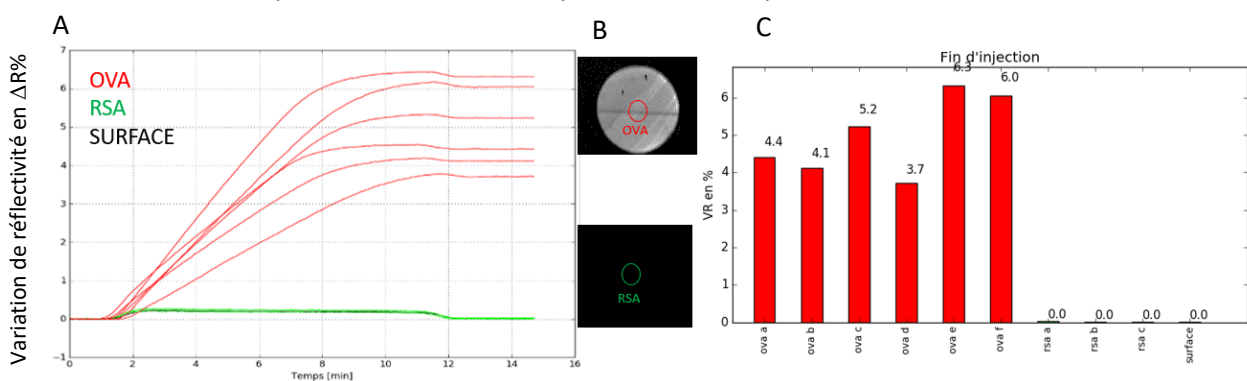 A
B
C
Variation de réflectivité en ΔR%
7
6
5
4
3
2
1
0
−1
OVA
RSA
SURFACE
0 2 4 6 8 10 12 14 16
Temps [min]
OVA
RSA
Fin d'injection
VR en %
6
5
4
3
2
1
0
4.4
4.1
5.2
3.7
6.3
6.0
0.0
0.0
0.0
0.0
ova a
ova b
ova c
ova d
ova e
ova f
rsa a
rsa b
rsa c
surface